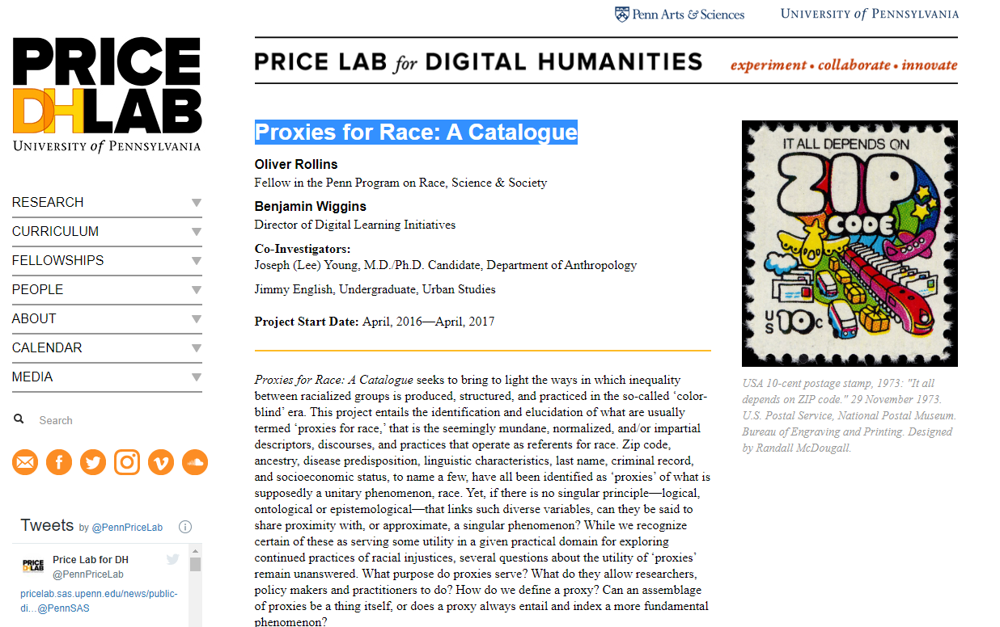 Penn Arts & Sciences
UNIVERSITY of PENNSYLVANIA
PRICE
DHLAB
UNIVERSITY of PENNSYLVANIA
PRICE LAB for DIGITAL HUMANITIES
experiment • collaborate • innovate
RESEARCH
CURRICULUM
FELLOWSHIPS
PEOPLE
ABOUT
CALENDAR
MEDIA
Search
Tweets by @PennPriceLab
PRICE
DHLAB
Price Lab for DH
@PennPriceLab
pricelab.sas.upenn.edu/news/public-
di…@PennSAS
Proxies for Race: A Catalogue
Oliver Rollins
Fellow in the Penn Program on Race, Science & Society
Benjamin Wiggins
Director of Digital Learning Initiatives
Co-Investigators:
Joseph (Lee) Young, M.D./Ph.D. Candidate, Department of Anthropology
Jimmy English, Undergraduate, Urban Studies
Project Start Date: April, 2016—April, 2017
Proxies for Race: A Catalogue seeks to bring to light the ways in which inequality
between racialized groups is produced, structured, and practiced in the so-called ‘color-
blind’ era. This project entails the identification and elucidation of what are usually
termed ‘proxies for race,’ that is the seemingly mundane, normalized, and/or impartial
descriptors, discourses, and practices that operate as referents for race. Zip code,
ancestry, disease predisposition, linguistic characteristics, last name, criminal record,
and socioeconomic status, to name a few, have all been identified as ‘proxies’ of what is
supposedly a unitary phenomenon, race. Yet, if there is no singular principle—logical,
ontological or epistemological—that links such diverse variables, can they be said to
share proximity with, or approximate, a singular phenomenon? While we recognize
certain of these as serving some utility in a given practical domain for exploring
continued practices of racial injustices, several questions about the utility of ‘proxies’
remain unanswered. What purpose do proxies serve? What do they allow researchers,
policy makers and practitioners to do? How do we define a proxy? Can an assemblage
of proxies be a thing itself, or does a proxy always entail and index a more fundamental
phenomenon?
IT ALL DEPENDS ON
ZIP
CODE
US 10c
USA 10-cent postage stamp, 1973: "It all
depends on ZIP code." 29 November 1973.
U.S. Postal Service, National Postal Museum.
Bureau of Engraving and Printing. Designed
by Randall McDougall.